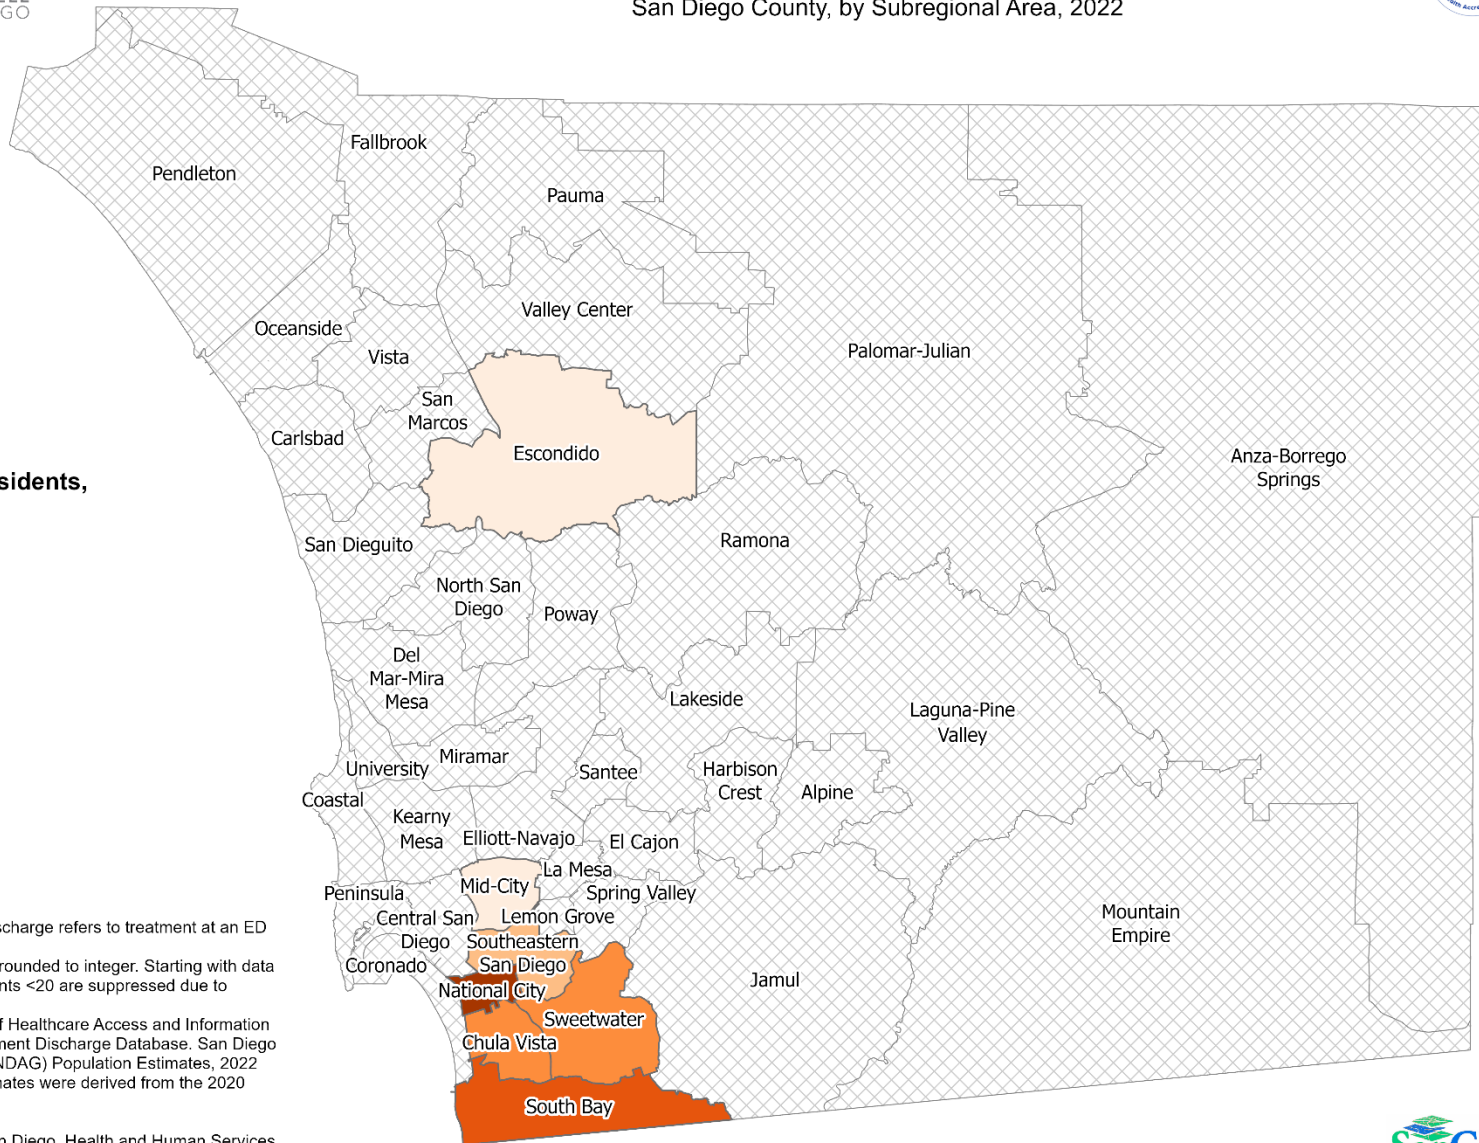 GO
San Diego County, by Subregional Area, 2022
Fallbrook
Pendleton
Pauma
Valley Center
Oceanside
Vista
Palomar-Julian
San
Marcos
Carlsbad
Escondido
Anza-Borrego
Springs
sidents,
San Dieguito
Ramona
North San
Diego
Poway
Del
Mar-Mira
Mesa
Lakeside
Laguna-Pine
Valley
Miramar
University
Santee
Harbison
Crest
Alpine
Coastal
Kearny
Mesa
Elliott-Navajo
El Cajon
La Mesa
Mid-City
Peninsula
Spring Valley
Central San
Diego
Lemon Grove
Mountain
Empire
Southeastern
San Diego
Coronado
Jamul
National City
Sweetwater
Chula Vista
South Bay
scharge refers to treatment at an ED
rounded to integer. Starting with data
nts <20 are suppressed due to
f Healthcare Access and Information
ment Discharge Database. San Diego
NDAG) Population Estimates, 2022
mates were derived from the 2020
n Diego, Health and Human Services